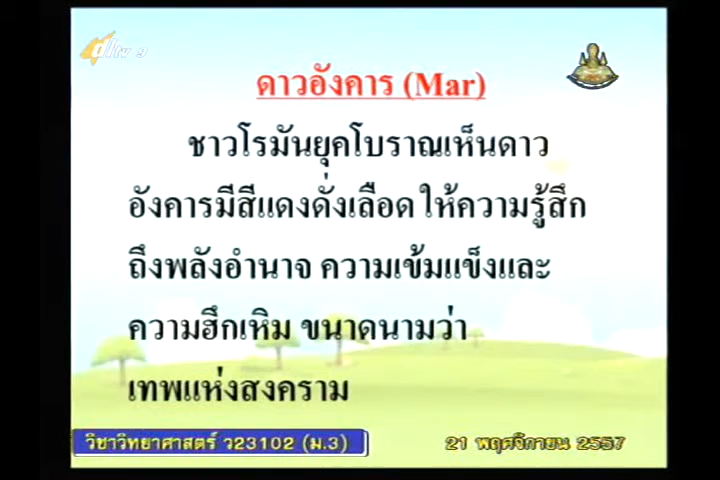 dltv 9
ดาวอังคาร (Mar)
ชาวโรมันยุคโบราณเห็นดาว
อังคารมีสีแดงดั่งเลือด ให้ความรู้สึก
ถึงพลังอำนาจ ความเข้มแข็งและ
ความฮึกเหิม ขนาดนามว่า
เทพแห่งสงคราม
วิชาวิทยาศาสตร์ ว23102 (ม.3)
21 พฤศจิกายน 2557